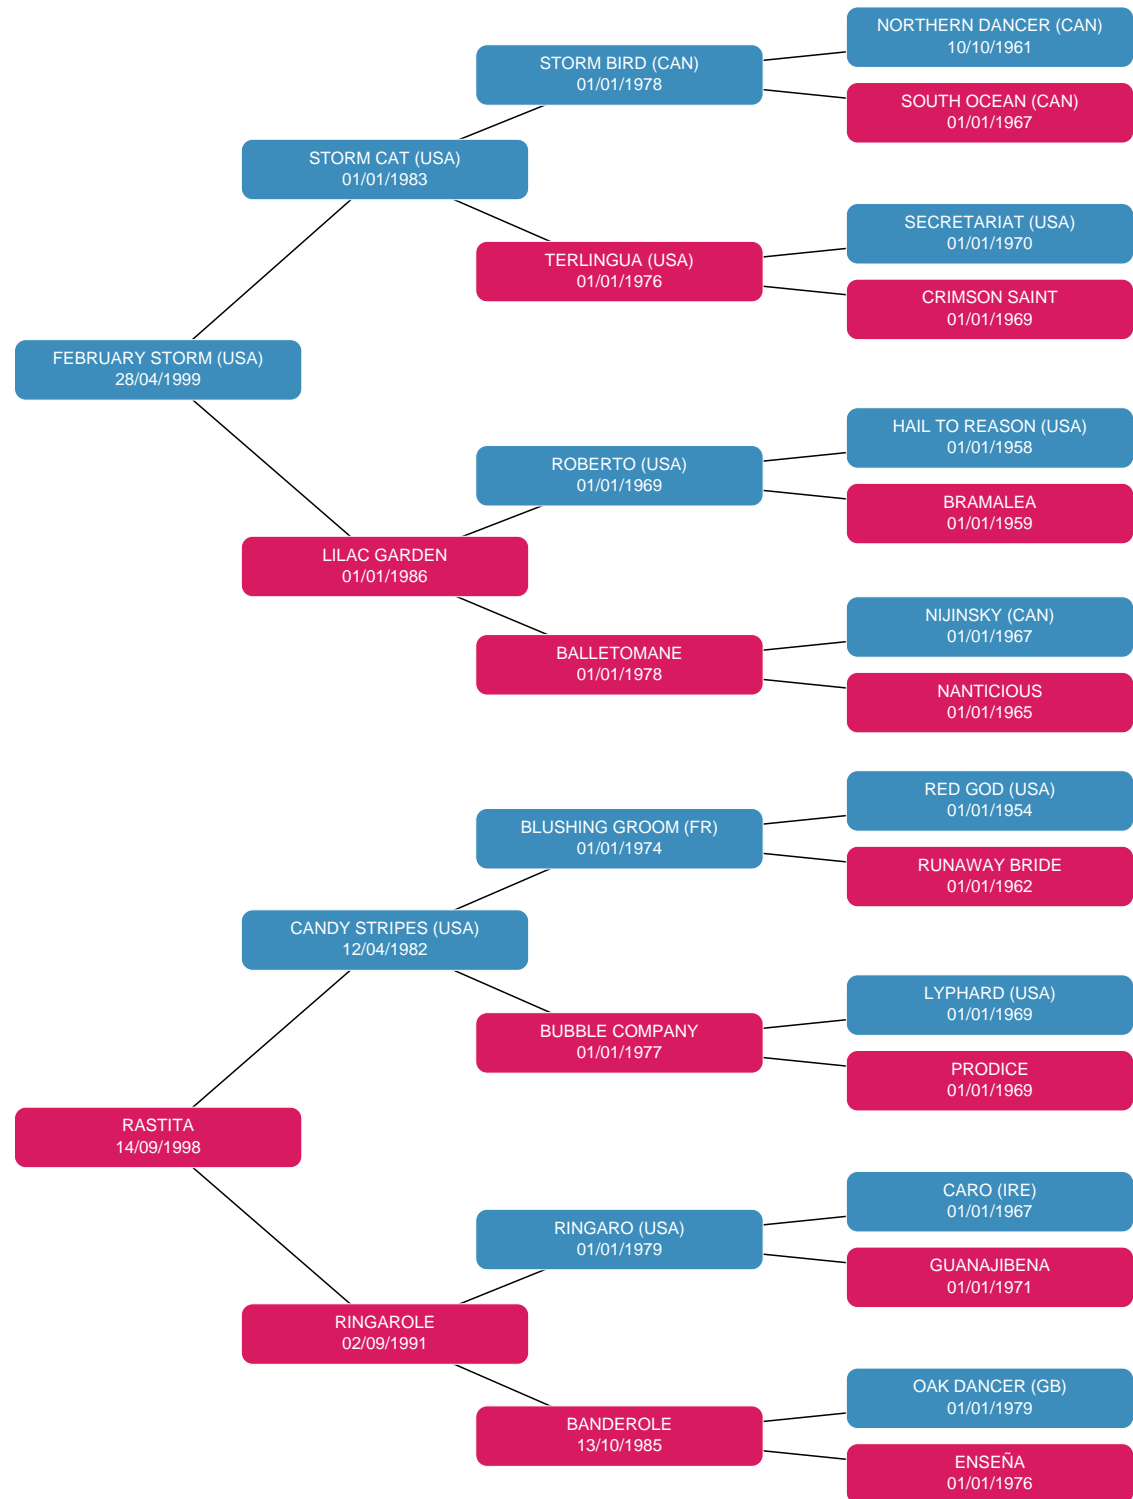 NORTHERN DANCER (CAN)
10/10/1961
STORM BIRD (CAN)
01/01/1978
SOUTH OCEAN (CAN)
01/01/1967
STORM CAT (USA)
01/01/1983
SECRETARIAT (USA)
01/01/1970
TERLINGUA (USA)
01/01/1976
CRIMSON SAINT
01/01/1969
FEBRUARY STORM (USA)
28/04/1999
HAIL TO REASON (USA)
01/01/1958
ROBERTO (USA)
01/01/1969
BRAMALEA
01/01/1959
LILAC GARDEN
01/01/1986
NIJINSKY (CAN)
01/01/1967
BALLETOMANE
01/01/1978
NANTICIOUS
01/01/1965
RED GOD (USA)
01/01/1954
BLUSHING GROOM (FR)
01/01/1974
RUNAWAY BRIDE
01/01/1962
CANDY STRIPES (USA)
12/04/1982
LYPHARD (USA)
01/01/1969
BUBBLE COMPANY
01/01/1977
PRODICE
01/01/1969
RASTITA
14/09/1998
CARO (IRE)
01/01/1967
RINGARO (USA)
01/01/1979
GUANAJIBENA
01/01/1971
RINGAROLE
02/09/1991
OAK DANCER (GB)
01/01/1979
BANDEROLE
13/10/1985
ENSEÑA
01/01/1976